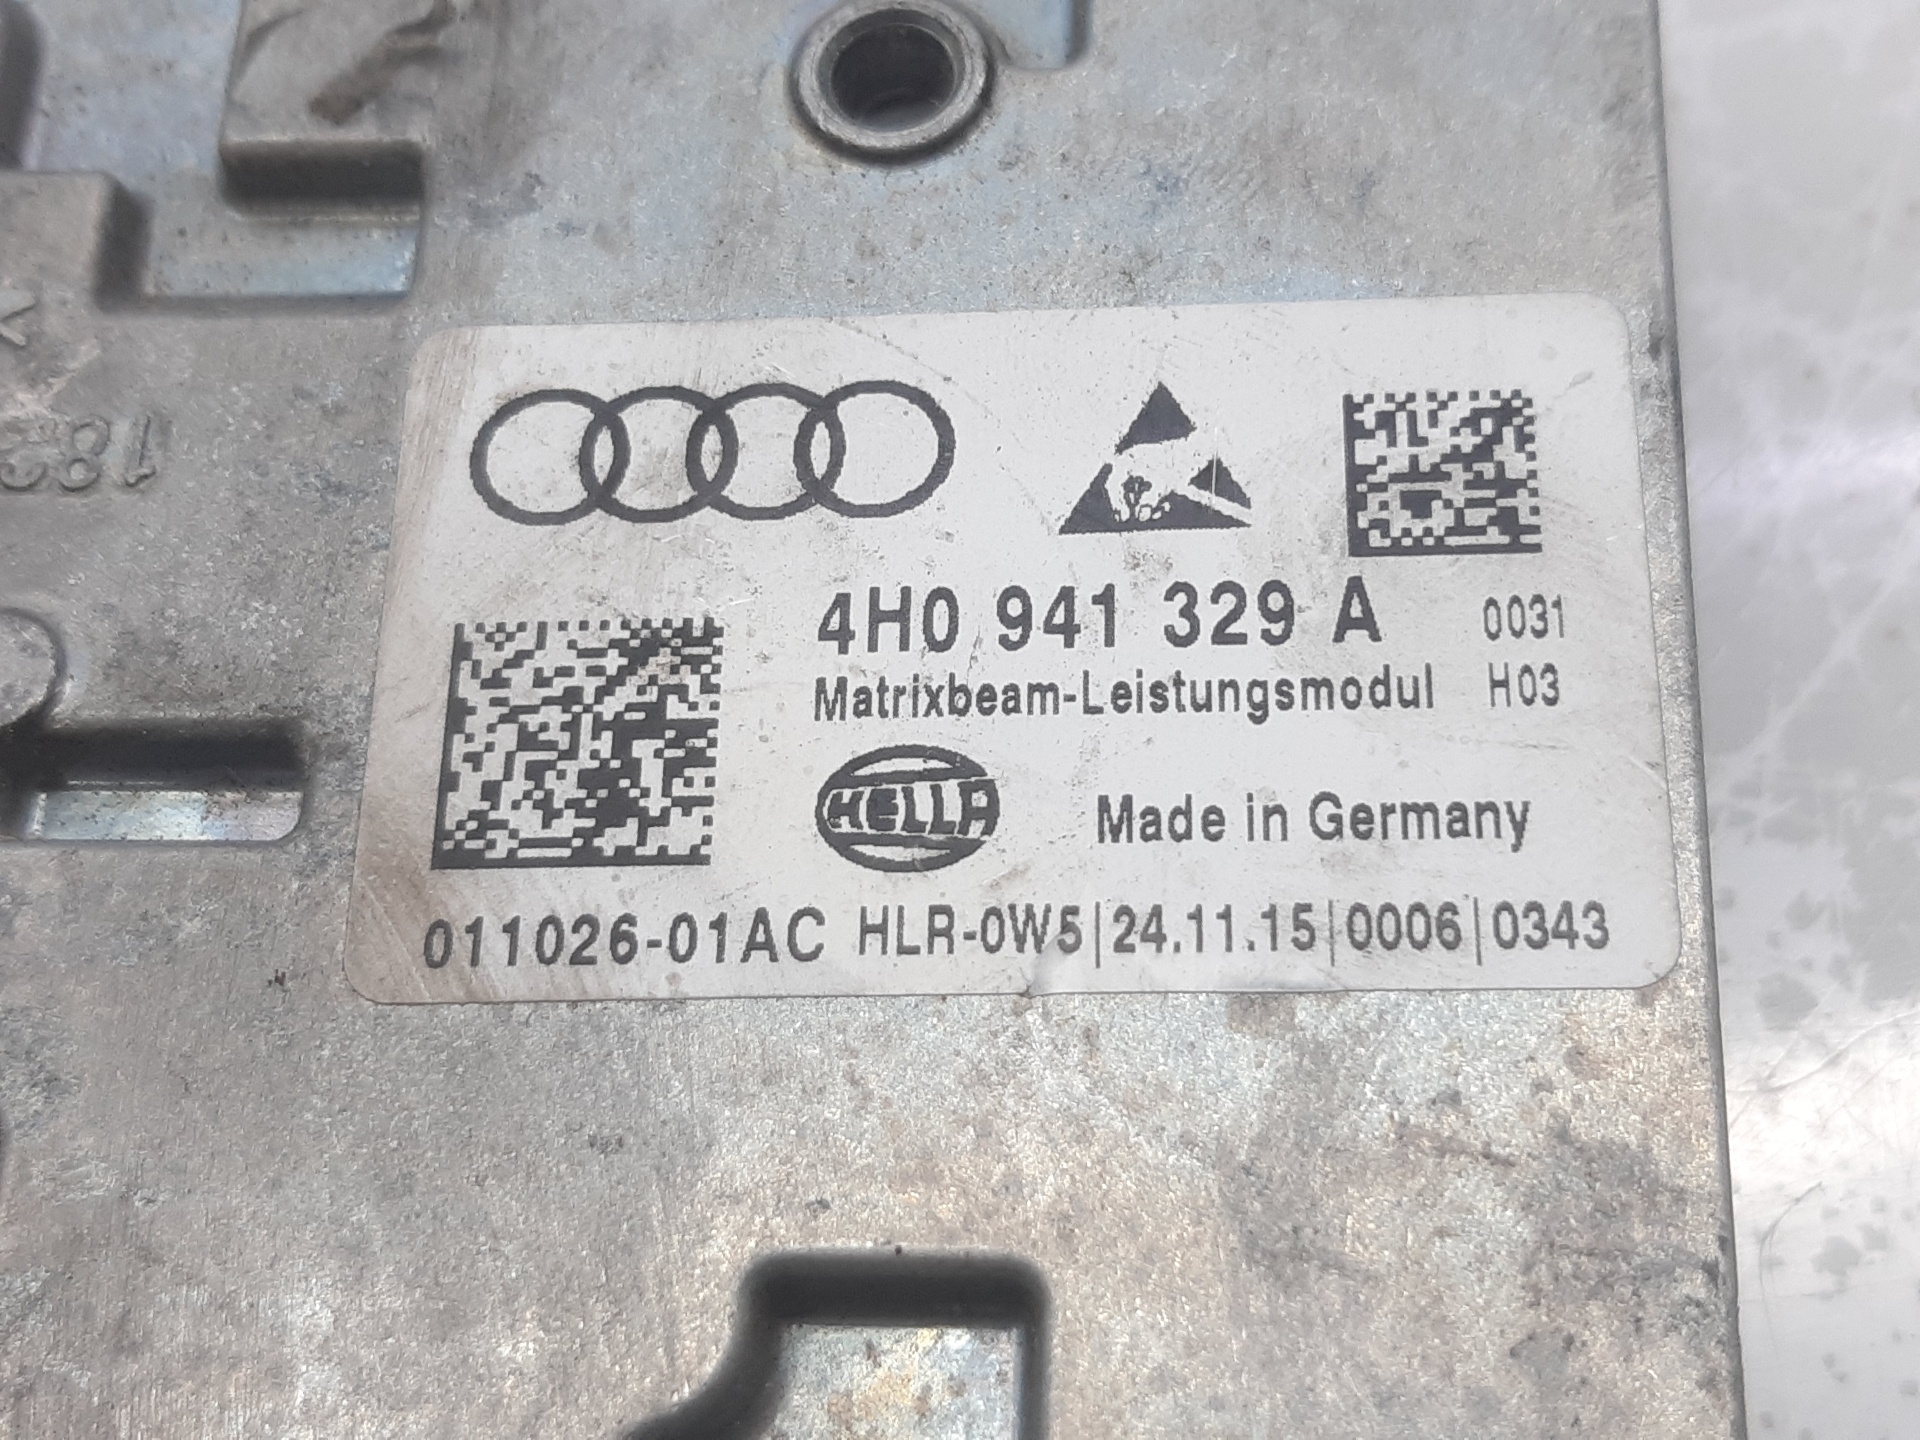 4H0 941 329 A 0031
Matrixbeam-Leistungsmodul H03
HELLA
Made in Germany
011026-01AC HLR-0W5|24.11.15|0006|0343